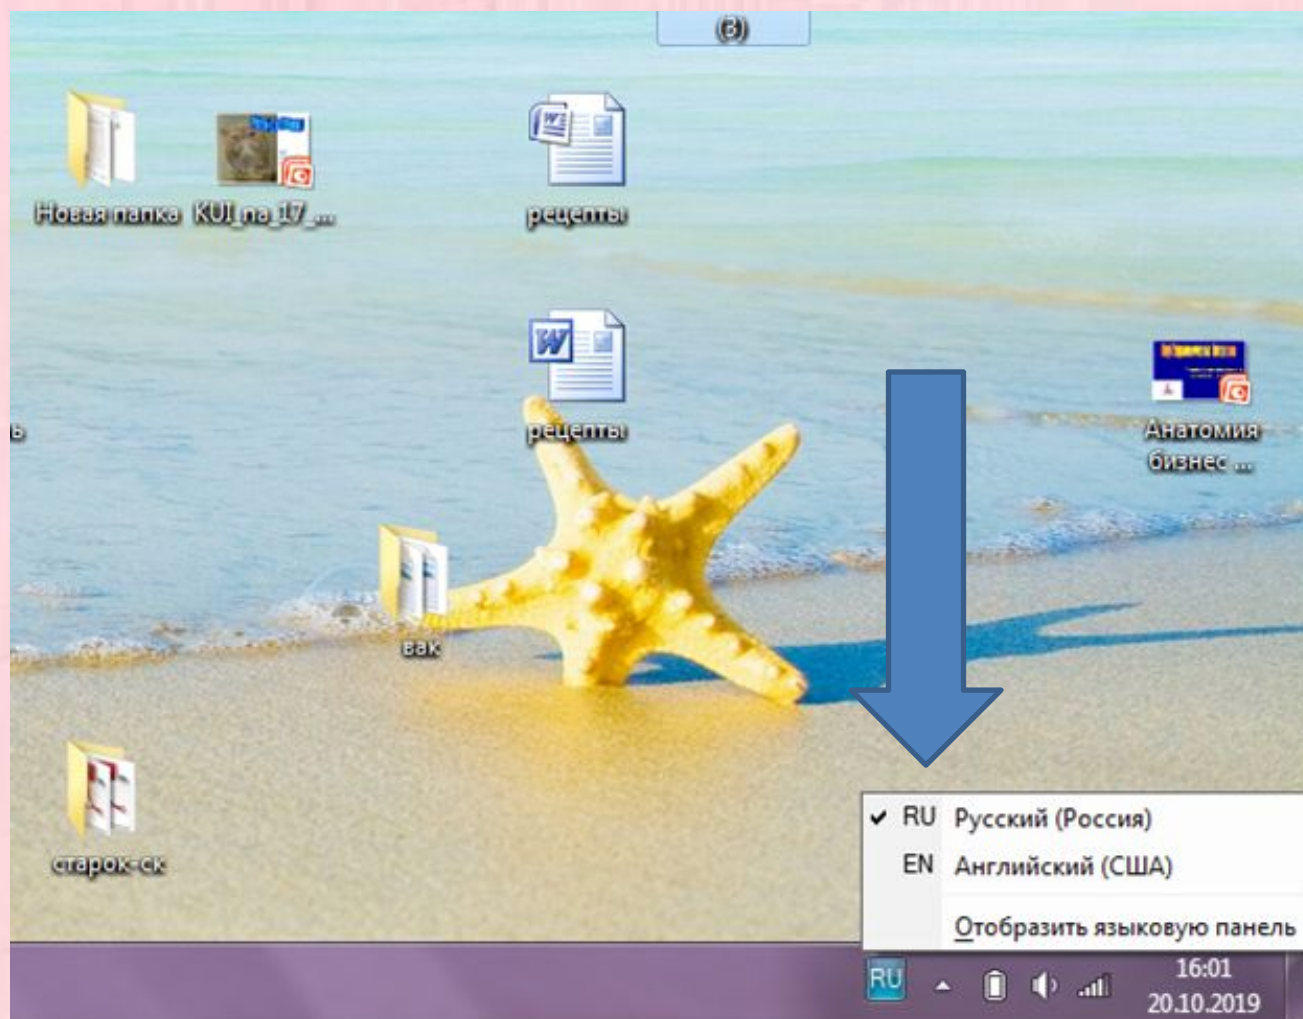 (3)
Новая папка
KUI_na_17_...
рецепты
рецепты
ь
Анатомия
бизнес ...
вак
старок-ск
✔ RU Русский (Россия)
EN Английский (США)
Отобразить языковую панель
RU
16:01
20.10.2019